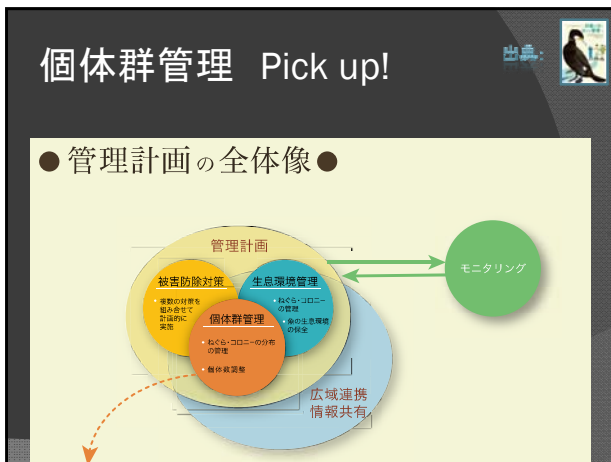 個体群管理 Pick up!
出典:
●管理計画の全体像●
管理計画
被害防除対策
• 複数の対策を
組み合せて
計画的に
実施
生息環境管理
• ねぐら・コロニー
の管理
• 魚の生息環境
の保全
個体群管理
• ねぐら・コロニーの分布
の管理
• 個体数調整
モニタリング
広域連携
情報共有